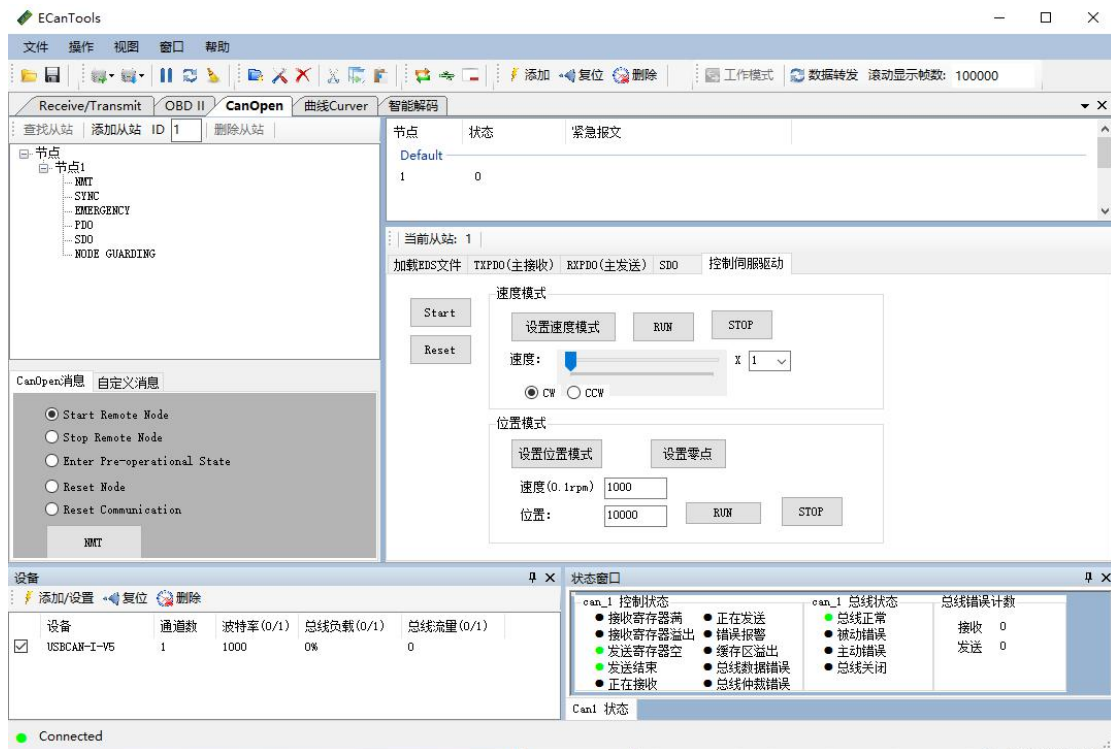 ECanTools
文件 操作 视图 窗口 帮助
添加 复位 删除 工作模式 数据转发 滚动显示帧数: 100000
Receive/Transmit OBD II CanOpen 曲线Curver 智能解码
查找从站 添加从站 ID 1 删除从站
节点
节点1
NMT
SYNC
EMERGENCY
PDO
SDO
NODE GUARDING
节点 状态 紧急报文
Default
1 0
当前从站: 1
加载EDS文件 TXPDO(主接收) RXPDO(主发送) SDO 控制伺服驱动
Start
Reset
速度模式
设置速度模式 RUN STOP
速度: X 1
CW CCW
位置模式
设置位置模式 设置零点
速度(0.1rpm) 1000
位置: 10000 RUN STOP
CanOpen消息 自定义消息
Start Remote Node
Stop Remote Node
Enter Pre-operational State
Reset Node
Reset Communication
NMT
设备
添加/设置 复位 删除
设备 通道数 波特率(0/1) 总线负载(0/1) 总线流量(0/1)
USBCAN-I-V5 1 1000 0% 0
状态窗口
can_1 控制状态 can_1 总线状态 总线错误计数
接收寄存器满 正在发送 总线正常 接收 0
接收寄存器溢出 错误报警 被动错误
发送寄存器空 缓存区溢出 主动错误 发送 0
发送结束 总线数据错误 总线关闭
正在接收 总线仲裁错误
Can1 状态
Connected